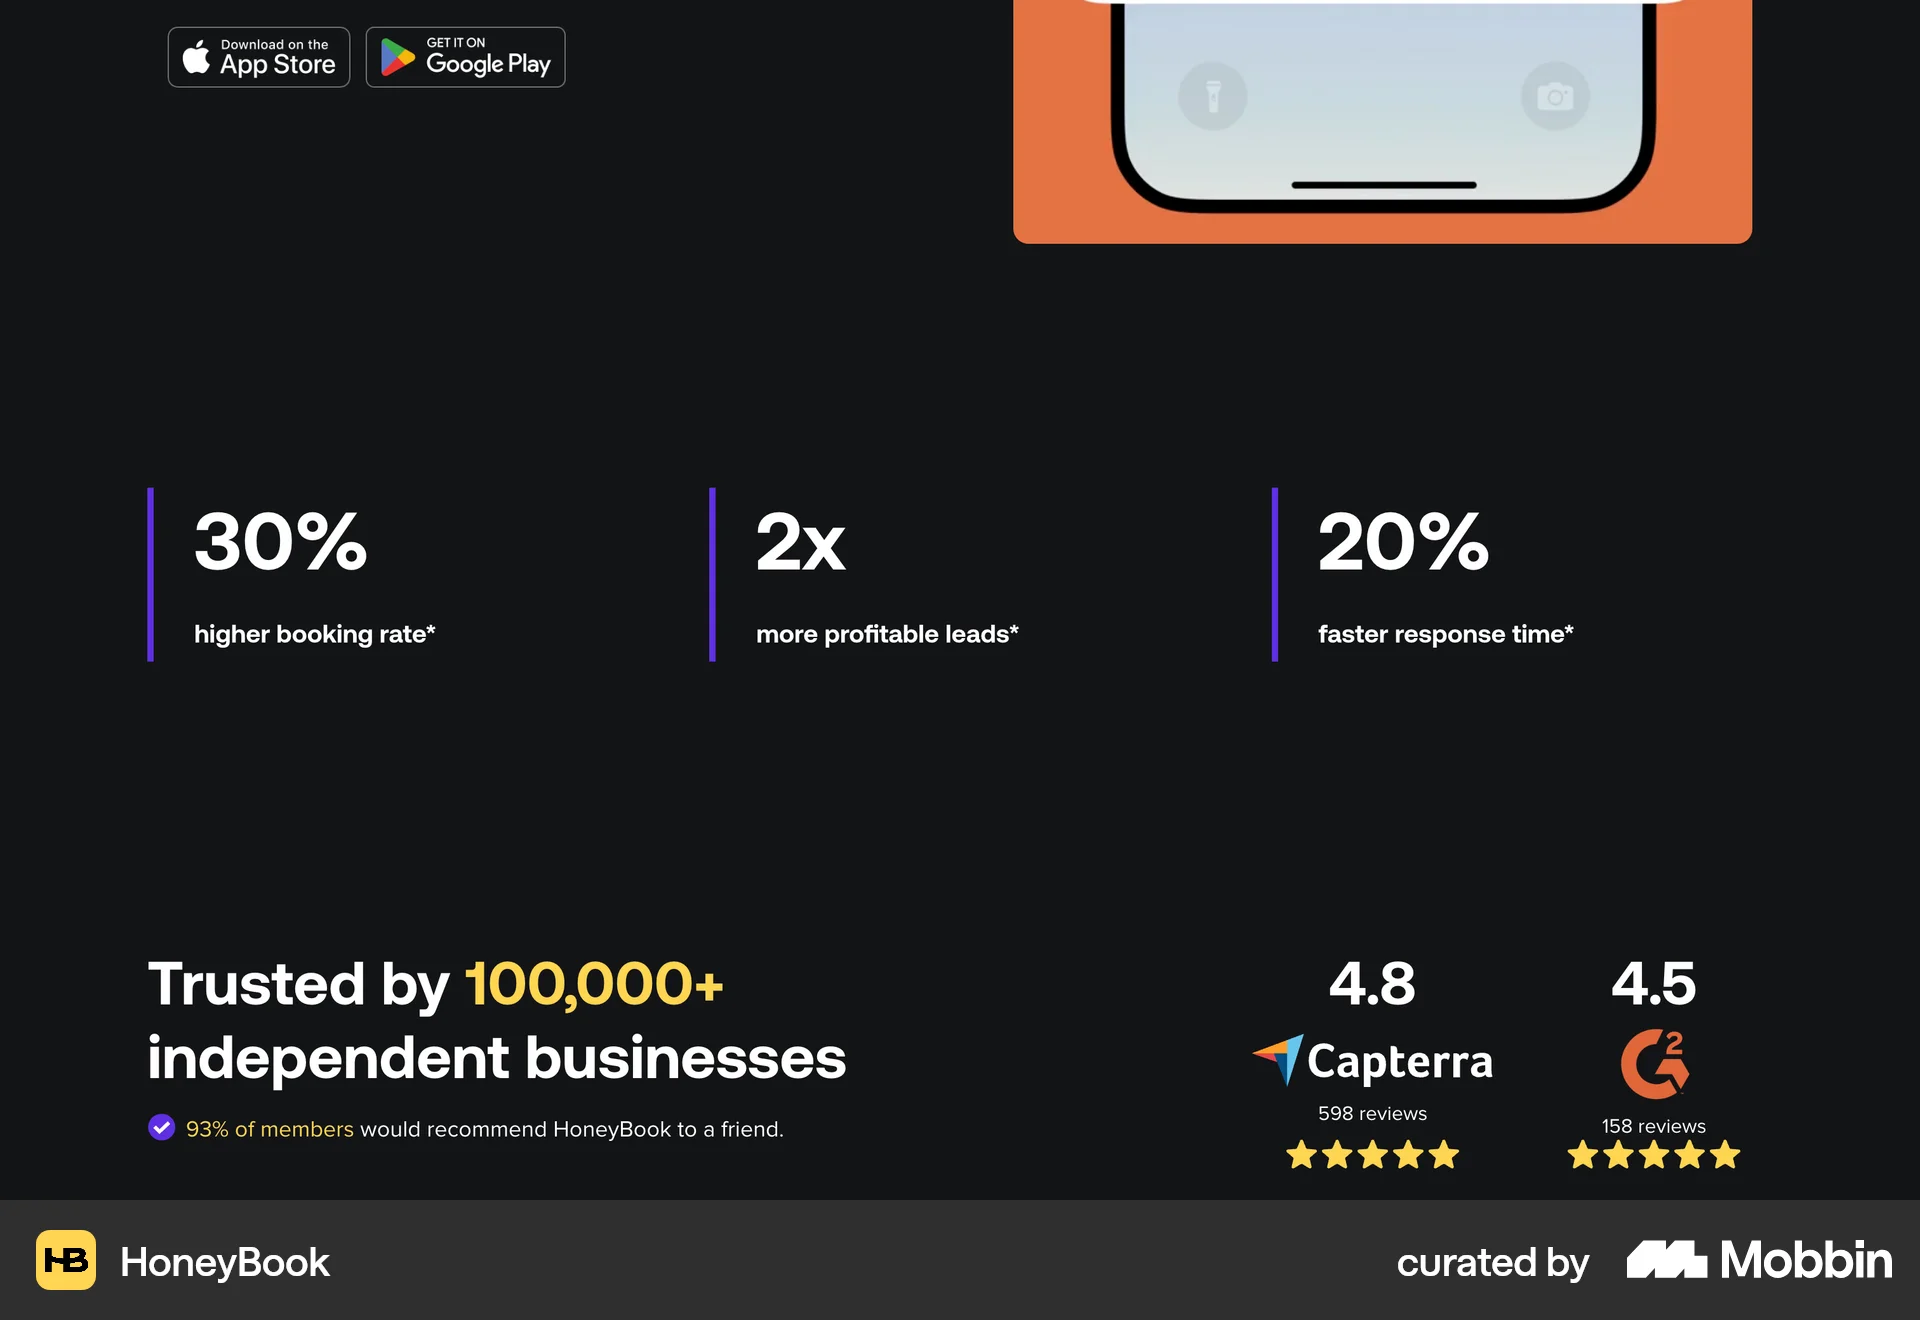 Download on the
App Store
GET IT ON
Google Play
30%
higher booking rate*
2x
more profitable leads*
20%
faster response time*
Trusted by 100,000+
independent businesses
93% of members would recommend HoneyBook to a friend.
4.8
Capterra
598 reviews
4.5
G2
158 reviews
HB
HoneyBook
curated by
Mobbin